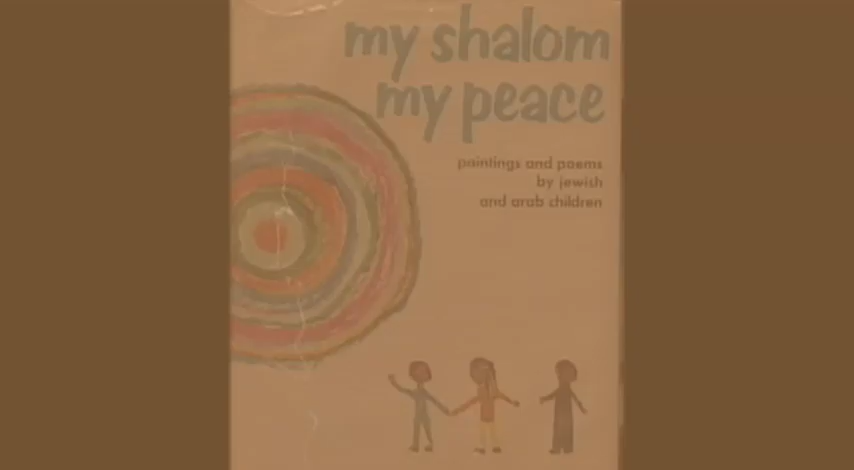 my shalom
my peace
paintings and poems
by jewish
and arab children